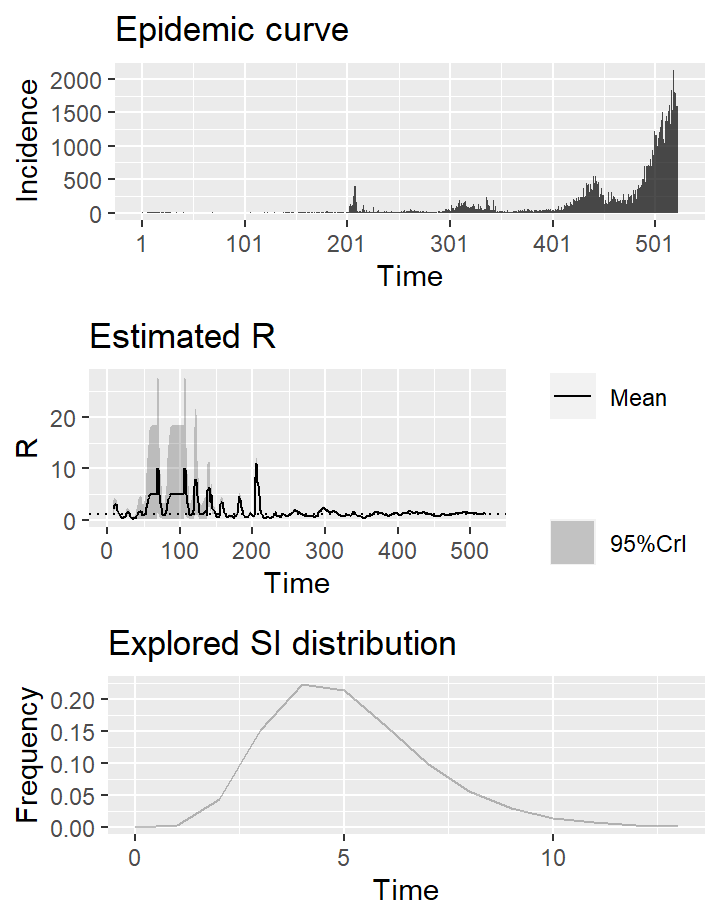 Epidemic curve
2000
1500
1000
500
0
Incidence
1 101 201 301 401 501
Time
Estimated R
20
10
0
R
0 100 200 300 400 500
Time
Mean
95%CrI
Explored SI distribution
0.20
0.15
0.10
0.05
0.00
Frequency
0 5 10
Time